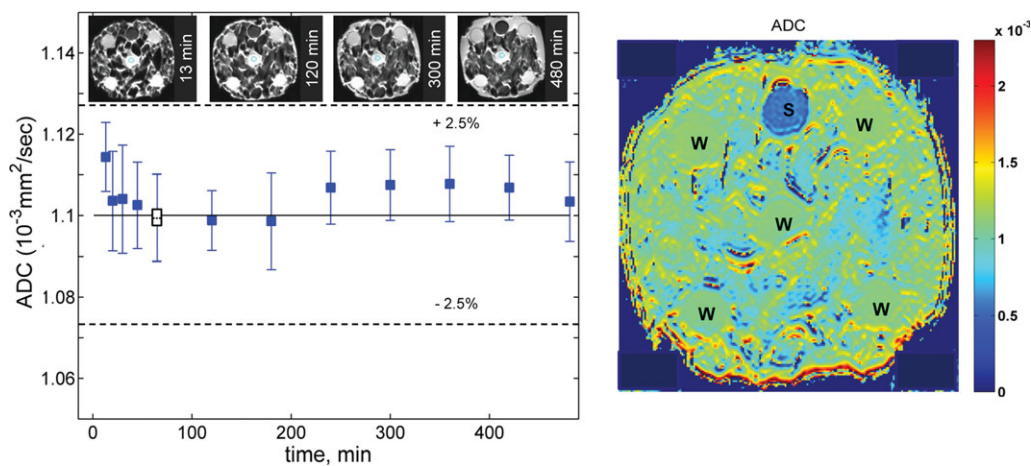 13 min
120 min
300 min
480 min
1.14
1.12
1.1
1.08
1.06
+ 2.5%
- 2.5%
ADC (10⁻³mm²/sec)
0
100
200
300
400
time, min
ADC
x 10⁻³
S
W
W
W
W
W
2
1.5
1
0.5
0